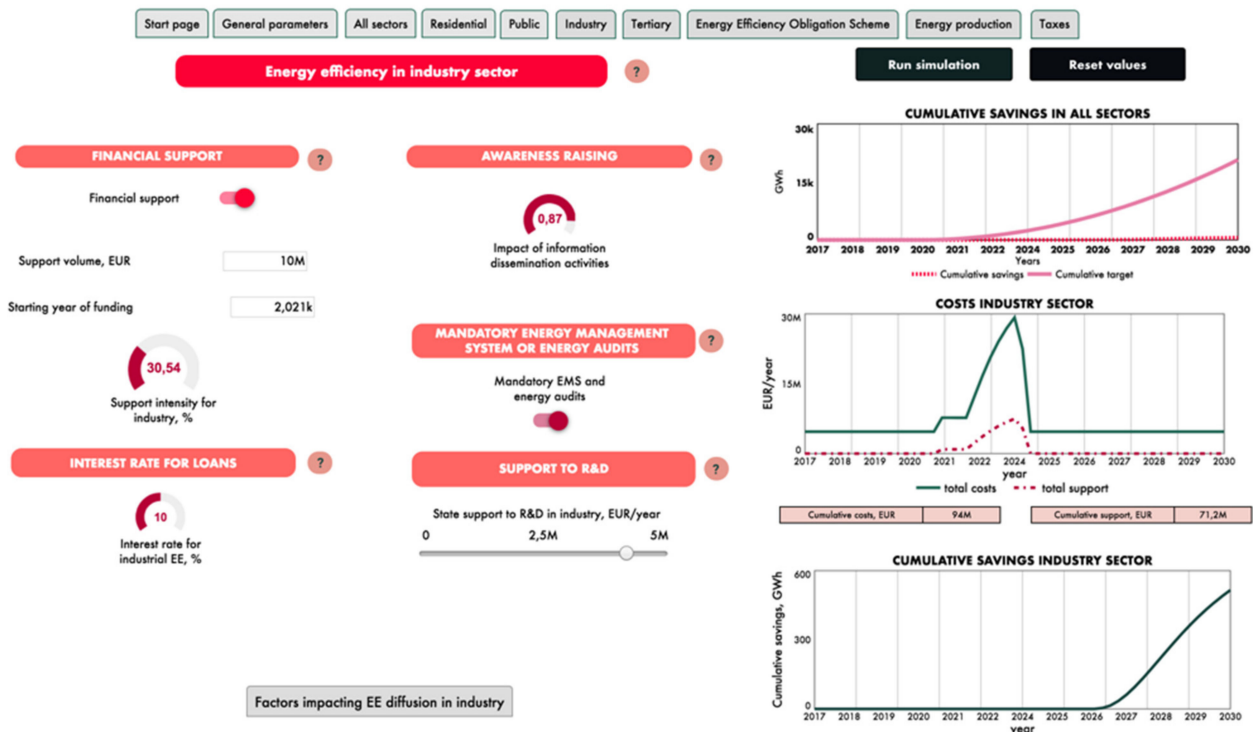 Start page
General parameters
All sectors
Residential
Public
Industry
Tertiary
Energy Efficiency Obligation Scheme
Energy production
Taxes
Energy efficiency in industry sector
?
Run simulation
Reset values
FINANCIAL SUPPORT
?
Financial support
Support volume, EUR
10M
Starting year of funding
2,021k
30,54
Support intensity for
industry, %
INTEREST RATE FOR LOANS
?
10
Interest rate for
industrial EE, %
AWARENESS RAISING
?
0,87
Impact of information
dissemination activities
MANDATORY ENERGY MANAGEMENT
SYSTEM OR ENERGY AUDITS
?
Mandatory EMS and
energy audits
SUPPORT TO R&D
?
State support to R&D in industry, EUR/year
0 2,5M 5M
Factors impacting EE diffusion in industry
CUMULATIVE SAVINGS IN ALL SECTORS
30k
15k
0
GWh
2017 2018 2019 2020 2021 2022 2024 2025 2026 2027 2028 2029 2030
Years
Cumulative savings Cumulative target
COSTS INDUSTRY SECTOR
30M
15M
0
EUR/year
2017 2018 2019 2020 2021 2022 2024 2025 2026 2027 2028 2029 2030
year
total costs total support
Cumulative costs, EUR 94M
Cumulative support, EUR 71,2M
CUMULATIVE SAVINGS INDUSTRY SECTOR
600
300
0
Cumulative savings, GWh
2017 2018 2019 2020 2021 2022 2024 2025 2026 2027 2028 2029 2030
year